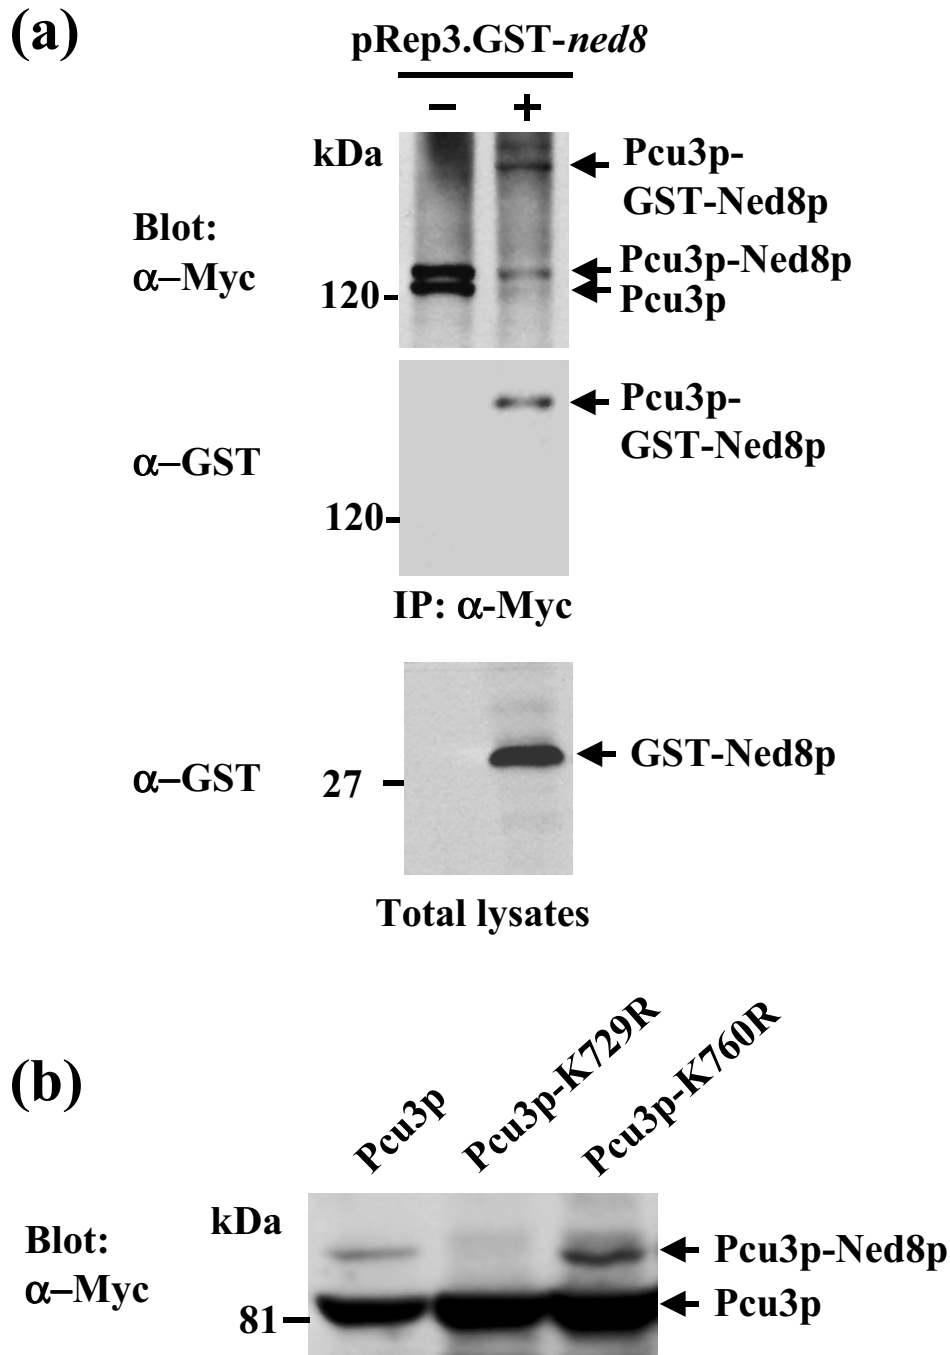 (a)
pRep3.GST-ned8
− +
kDa
Pcu3p-
GST-Ned8p
Blot:
α–Myc
Pcu3p-Ned8p
120
Pcu3p
Pcu3p-
GST-Ned8p
α–GST
120
IP: α-Myc
GST-Ned8p
α–GST
27
Total lysates
(b)
Pcu3p
Pcu3p-K729R
Pcu3p-K760R
kDa
Blot:
α–Myc
Pcu3p-Ned8p
81
Pcu3p